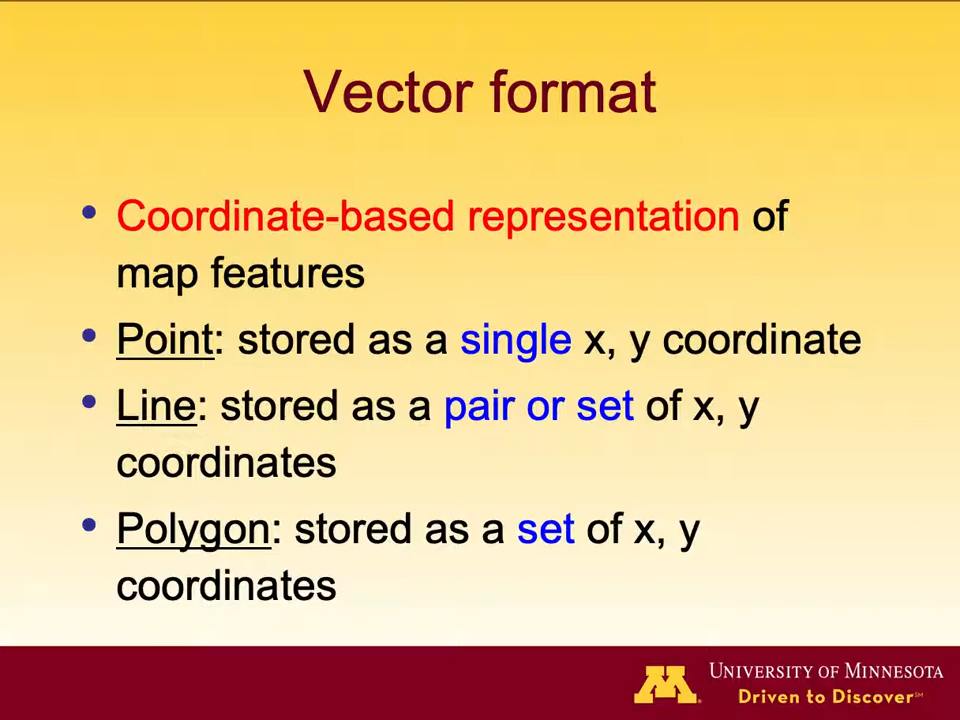 Vector format
• Coordinate-based representation of
map features
• Point: stored as a single x, y coordinate
• Line: stored as a pair or set of x, y
coordinates
• Polygon: stored as a set of x, y
coordinates
M UNIVERSITY OF MINNESOTA
Driven to Discover℠